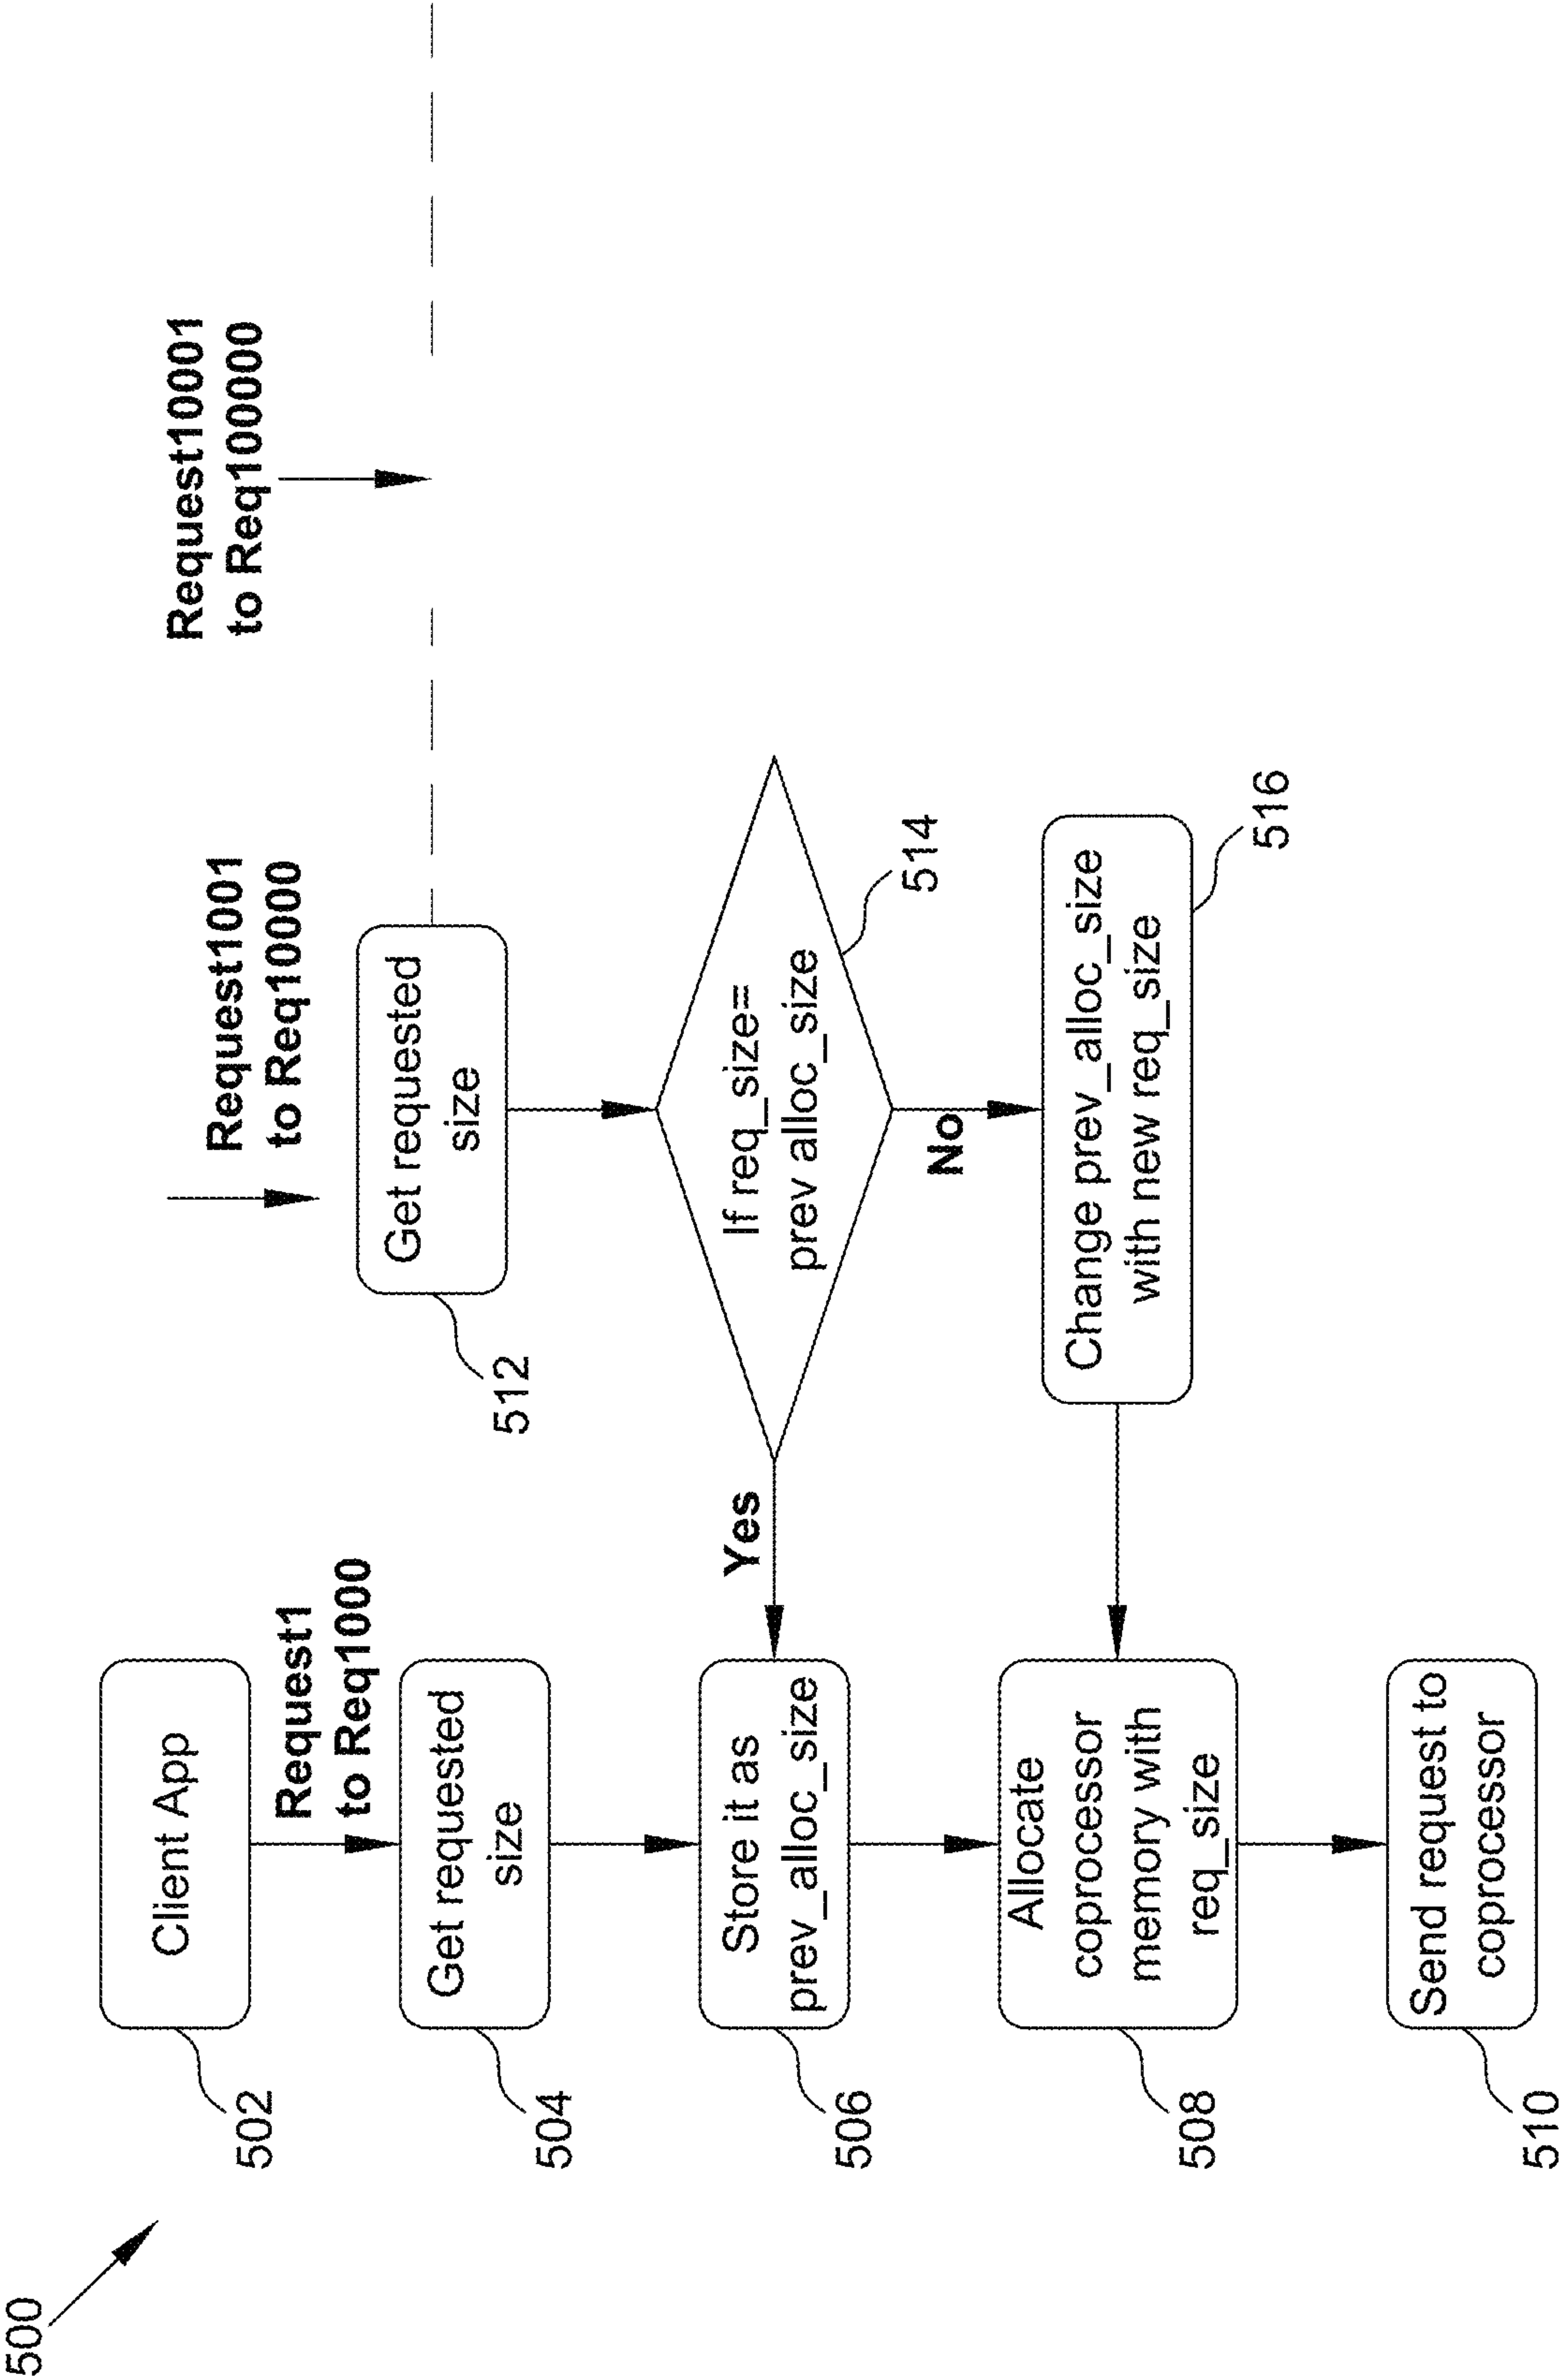 500
502
Client App
Request1
to Req1000
504
Get requested
size
506
Store it as
prev_alloc_size
508
Allocate
coprocessor
memory with
req_size
510
Send request to
coprocessor
Request1001
to Req10000
512
Get requested
size
If req_size=
prev alloc_size
514
Yes
No
Change prev_alloc_size
with new req_size
516
Request10001
to Req100000